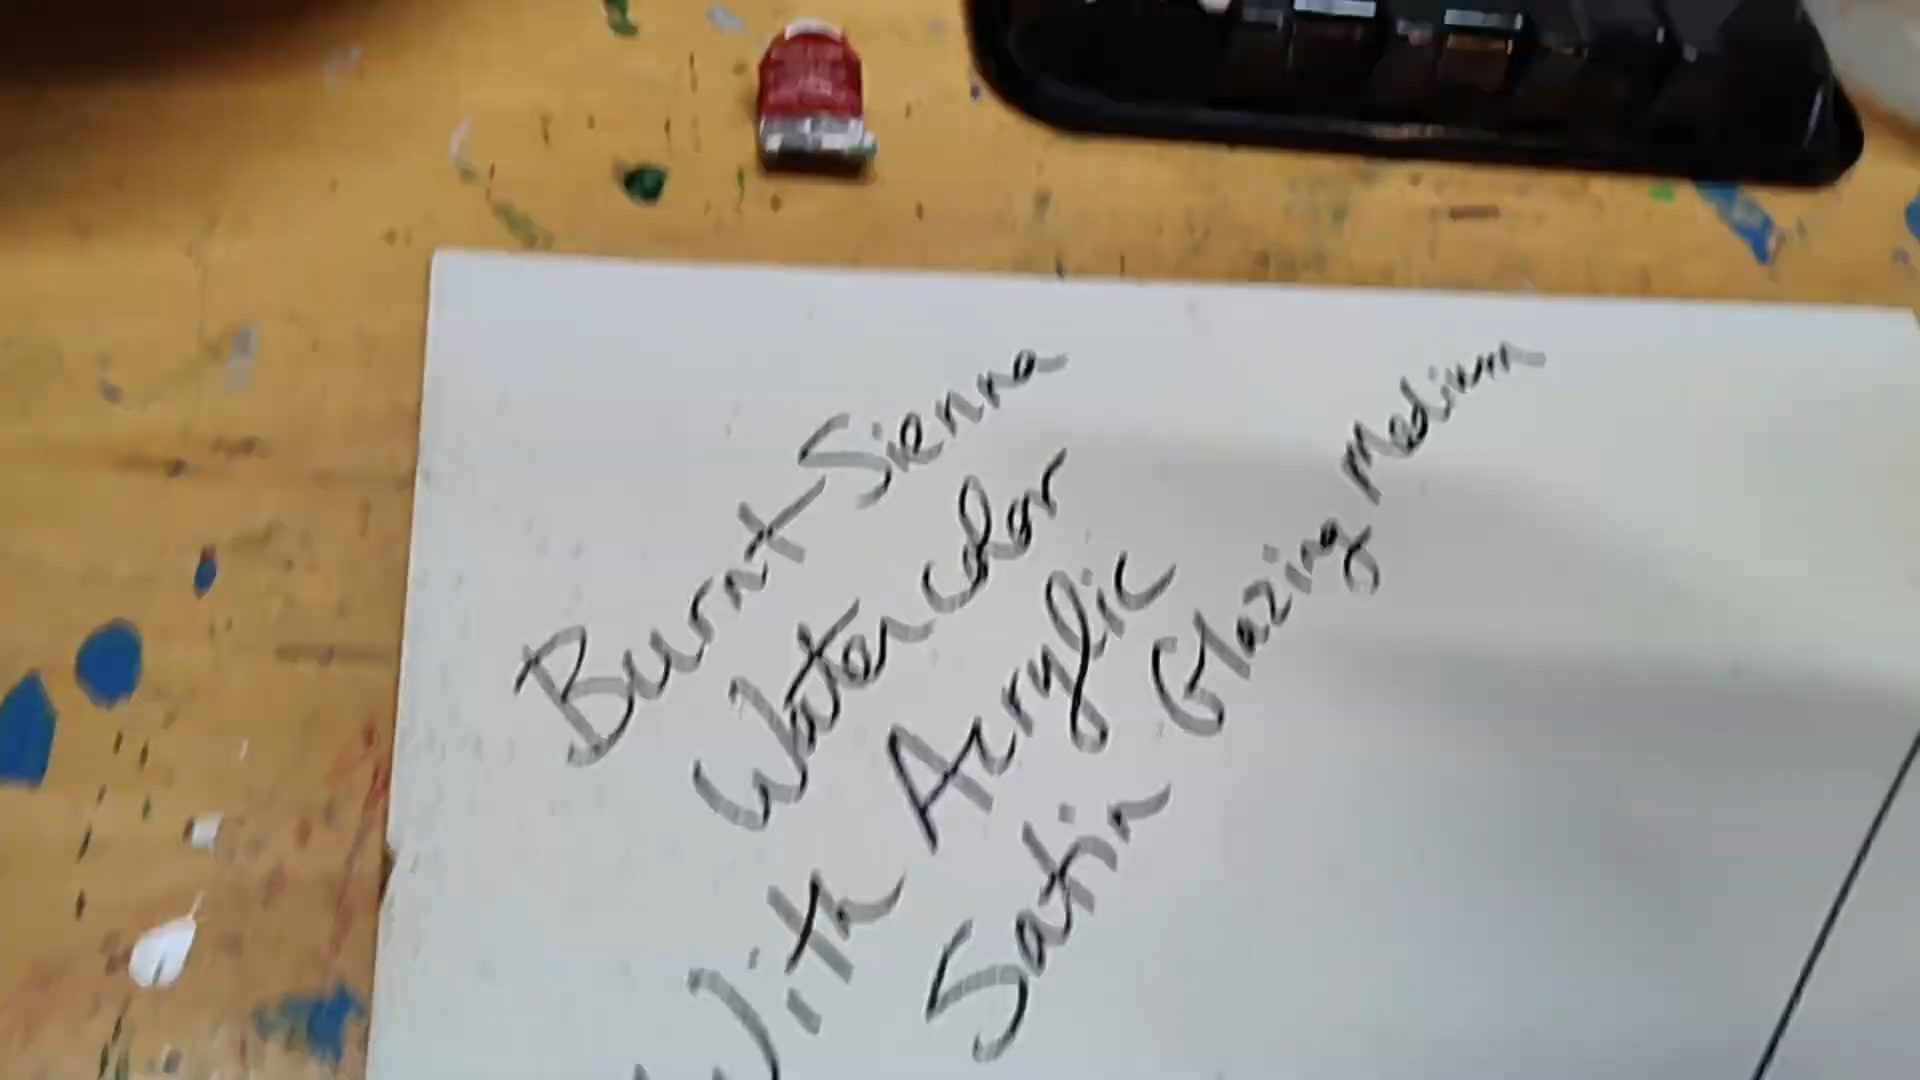 Burnt Sienna
Watercolor
With Acrylic
Satin Glazing Medium